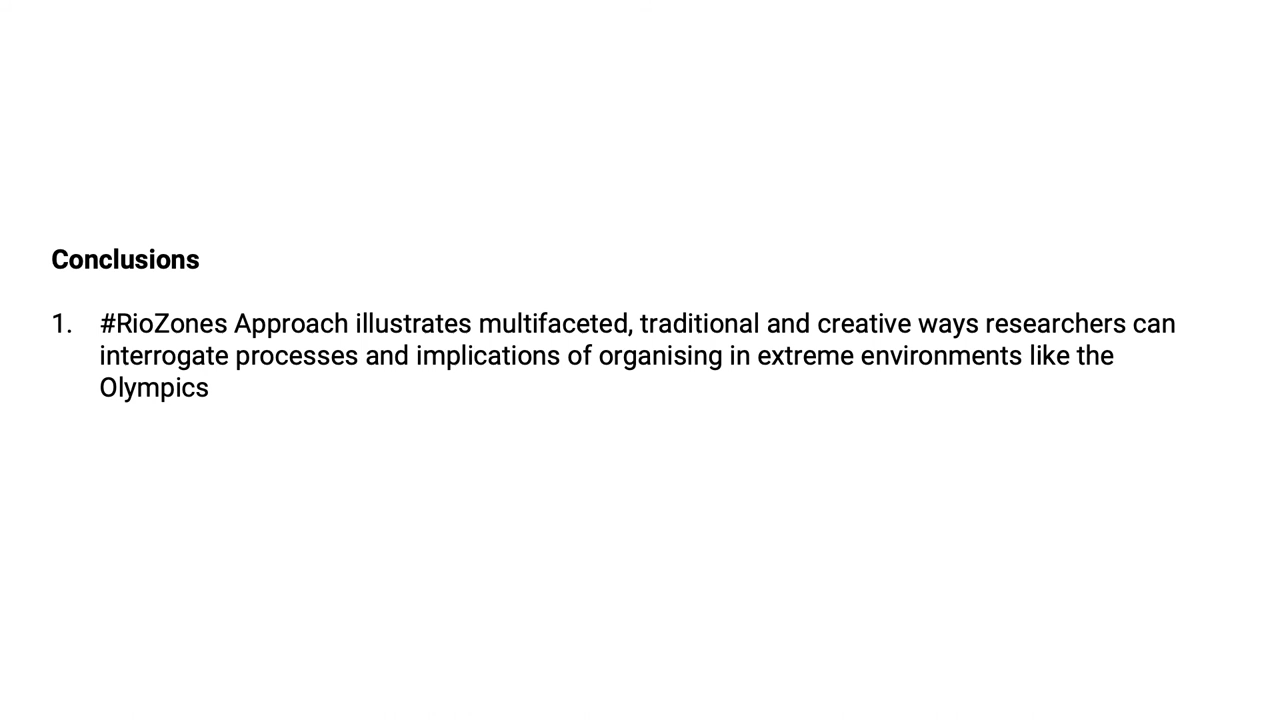 Conclusions
1. #RioZones Approach illustrates multifaceted, traditional and creative ways researchers can
interrogate processes and implications of organising in extreme environments like the
Olympics